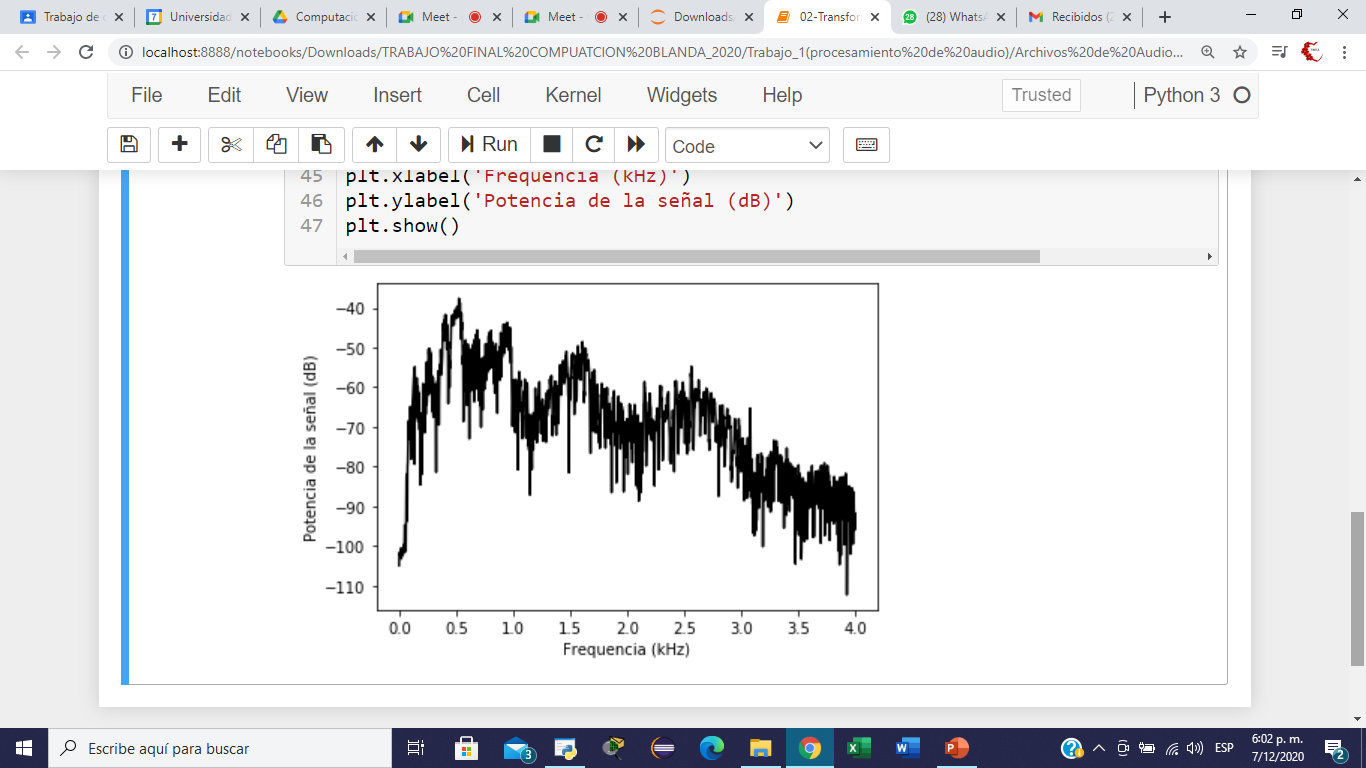 Trabajo de c
Universidad
Computació
Meet -
Meet -
Downloads/
02-Transform
(28) WhatsA
Recibidos (2
localhost:8888/notebooks/Downloads/TRABAJO%20FINAL%20COMPUATCION%20BLANDA_2020/Trabajo_1(procesamiento%20de%20audio)/Archivos%20de%20Audio...
File Edit View Insert Cell Kernel Widgets Help Trusted Python 3
Run Code
45 plt.xlabel('Frequencia (kHz)')
46 plt.ylabel('Potencia de la señal (dB)')
47 plt.show()
Potencia de la señal (dB)
−40
−50
−60
−70
−80
−90
−100
−110
0.0 0.5 1.0 1.5 2.0 2.5 3.0 3.5 4.0
Frequencia (kHz)
Escribe aquí para buscar
3
ESP
6:02 p. m.
7/12/2020
2